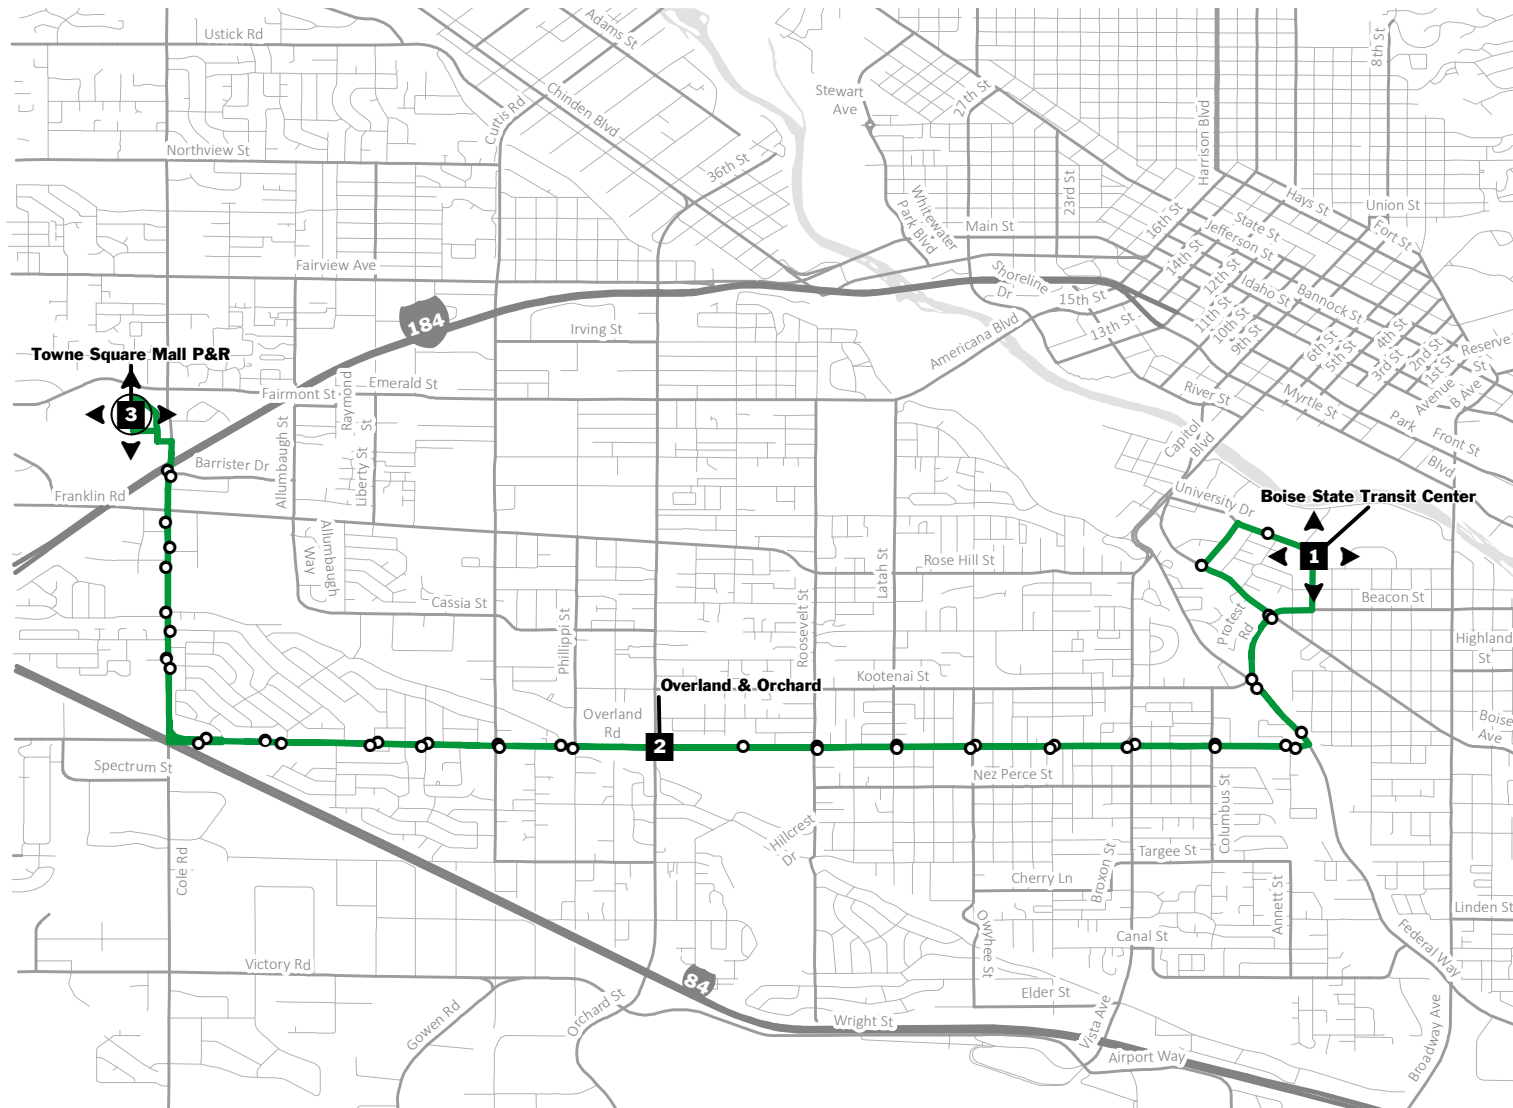 Ustick Rd
Adams St
8th St
Stewart
Ave
27th St
Curtis Rd
Chinden Blvd
Harrison Blvd
Northview St
36th St
23rd St
Whitewater
Park Blvd
Main St
16th St
Hays St
Union St
State St
Fort St
Jefferson St
14th St
Fairview Ave
Shoreline
Dr
15th St
12th St
Idaho St
Bannock St
184
Irving St
Americana Blvd
13th St
11th St
10th St
9th St
6th St
5th St
4th St
3rd St
2nd St
1st St
Reserve
St
Avenue
B Ave
Towne Square Mall P&R
3
Fairmont St
Emerald St
Raymond
St
River St
Myrtle St
Park
Blvd
Front St
Capitol
Blvd
Allumbaugh St
Liberty St
Barrister Dr
Franklin Rd
University Dr
Boise State Transit Center
1
Allumbaugh
Way
Latah St
Rose Hill St
Cassia St
Beacon St
Phillippi St
Roosevelt St
Protest
Rd
Highland
St
Kootenai St
Overland & Orchard
2
Overland
Rd
Boise
Ave
Spectrum St
Nez Perce St
Columbus St
Hillcrest
Dr
Cole Rd
Targee St
Broxon St
Cherry Ln
Annett St
Linden St
Owyhee St
Canal St
Federal Way
Victory Rd
84
Elder St
Gowen Rd
Orchard St
Wright St
Vista Ave
Airport Way
Broadway Ave